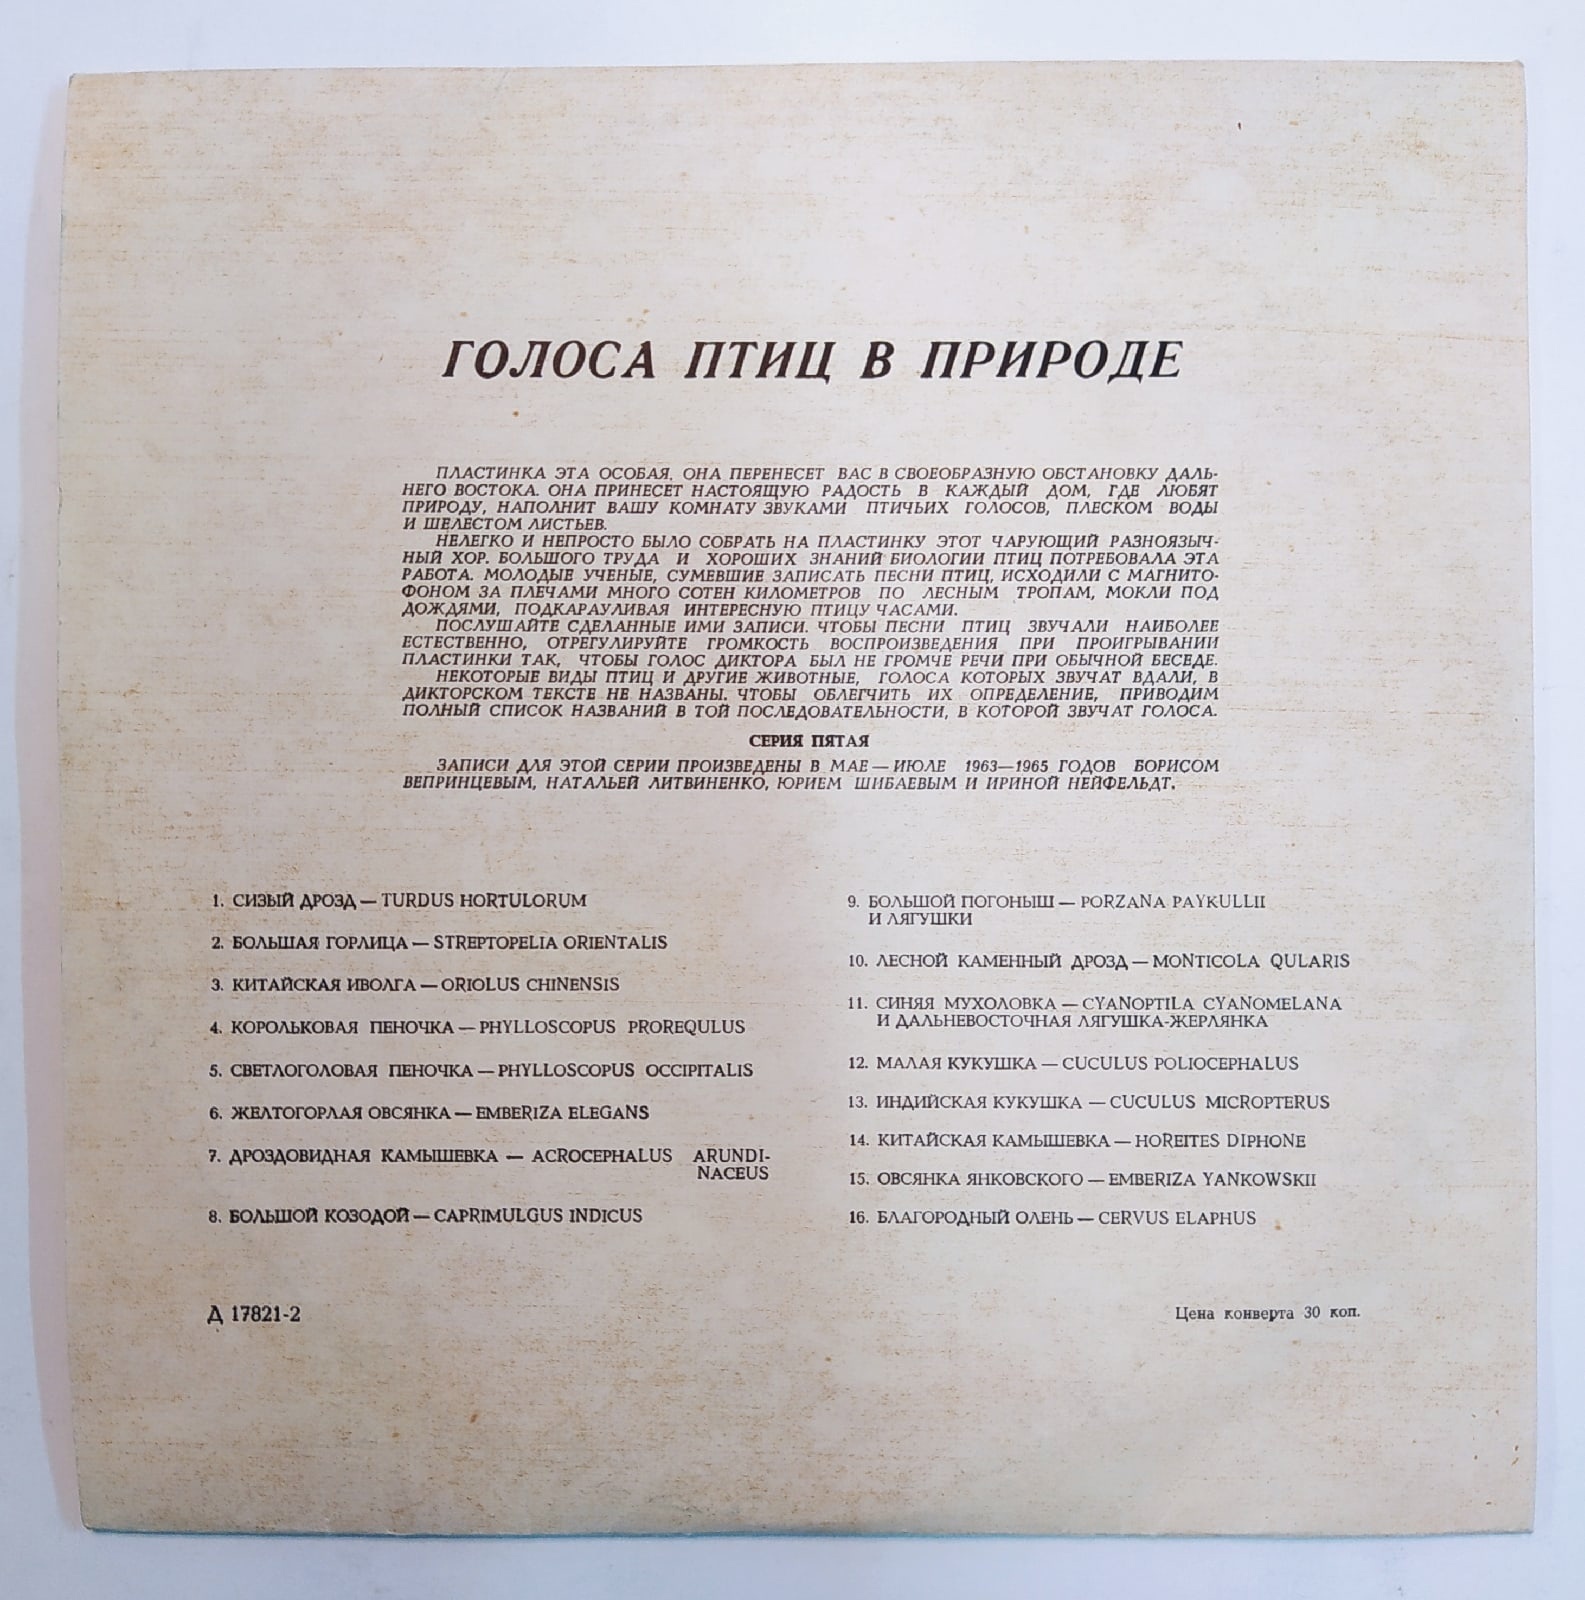 ГОЛОСА ПТИЦ В ПРИРОДЕ
ПЛАСТИНКА ЭТА ОСОБАЯ. ОНА ПЕРЕНЕСЕТ ВАС В СВОЕОБРАЗНУЮ ОБСТАНОВКУ ДАЛЬ-
НЕГО ВОСТОКА. ОНА ПРИНЕСЕТ НАСТОЯЩУЮ РАДОСТЬ В КАЖДЫЙ ДОМ, ГДЕ ЛЮБЯТ
ПРИРОДУ, НАПОЛНИТ ВАШУ КОМНАТУ ЗВУКАМИ ПТИЧЬИХ ГОЛОСОВ, ПЛЕСКОМ ВОДЫ
И ШЕЛЕСТОМ ЛИСТЬЕВ.
НЕЛЕГКО И НЕПРОСТО БЫЛО СОБРАТЬ НА ПЛАСТИНКУ ЭТОТ ЧАРУЮЩИЙ РАЗНОЯЗЫЧ-
НЫЙ ХОР. БОЛЬШОГО ТРУДА И ХОРОШИХ ЗНАНИЙ БИОЛОГИИ ПТИЦ ПОТРЕБОВАЛА ЭТА
РАБОТА. МОЛОДЫЕ УЧЕНЫЕ, СУМЕВШИЕ ЗАПИСАТЬ ПЕСНИ ПТИЦ, ИСХОДИЛИ С МАГНИТО-
ФОНОМ ЗА ПЛЕЧАМИ МНОГО СОТЕН КИЛОМЕТРОВ ПО ЛЕСНЫМ ТРОПАМ, МОКЛИ ПОД
ДОЖДЯМИ, ПОДКАРАУЛИВАЯ ИНТЕРЕСНУЮ ПТИЦУ ЧАСАМИ.
ПОСЛУШАЙТЕ СДЕЛАННЫЕ ИМИ ЗАПИСИ. ЧТОБЫ ПЕСНИ ПТИЦ ЗВУЧАЛИ НАИБОЛЕЕ
ЕСТЕСТВЕННО, ОТРЕГУЛИРУЙТЕ ГРОМКОСТЬ ВОСПРОИЗВЕДЕНИЯ ПРИ ПРОИГРЫВАНИИ
ПЛАСТИНКИ ТАК, ЧТОБЫ ГОЛОС ДИКТОРА БЫЛ НЕ ГРОМЧЕ РЕЧИ ПРИ ОБЫЧНОЙ БЕСЕДЕ.
НЕКОТОРЫЕ ВИДЫ ПТИЦ И ДРУГИЕ ЖИВОТНЫЕ, ГОЛОСА КОТОРЫХ ЗВУЧАТ ВДАЛИ, В
ДИКТОРСКОМ ТЕКСТЕ НЕ НАЗВАНЫ. ЧТОБЫ ОБЛЕГЧИТЬ ИХ ОПРЕДЕЛЕНИЕ, ПРИВОДИМ
ПОЛНЫЙ СПИСОК НАЗВАНИЙ В ТОЙ ПОСЛЕДОВАТЕЛЬНОСТИ, В КОТОРОЙ ЗВУЧАТ ГОЛОСА.
СЕРИЯ ПЯТАЯ
ЗАПИСИ ДЛЯ ЭТОЙ СЕРИИ ПРОИЗВЕДЕНЫ В МАЕ — ИЮЛЕ 1963—1965 ГОДОВ БОРИСОМ
ВЕПРИНЦЕВЫМ, НАТАЛЬЕЙ ЛИТВИНЕНКО, ЮРИЕМ ШИБАЕВЫМ И ИРИНОЙ НЕЙФЕЛЬДТ.
1. СИЗЫЙ ДРОЗД — TURDUS HORTULORUM
2. БОЛЬШАЯ ГОРЛИЦА — STREPTOPELIA ORIENTALIS
3. КИТАЙСКАЯ ИВОЛГА — ORIOLUS CHINENSIS
4. КОРОЛЬКОВАЯ ПЕНОЧКА — PHYLLOSCOPUS PROREQULUS
5. СВЕТЛОГОЛОВАЯ ПЕНОЧКА — PHYLLOSCOPUS OCCIPITALIS
6. ЖЕЛТОГОРЛАЯ ОВСЯНКА — EMBERIZA ELEGANS
7. ДРОЗДОВИДНАЯ КАМЫШЕВКА — ACROCEPHALUS ARUNDI-
NACEUS
8. БОЛЬШОЙ КОЗОДОЙ — CAPRIMULGUS INDICUS
9. БОЛЬШОЙ ПОГОНЫШ — PORZANA PAYKULLII
И ЛЯГУШКИ
10. ЛЕСНОЙ КАМЕННЫЙ ДРОЗД — MONTICOLA QULARIS
11. СИНЯЯ МУХОЛОВКА — CYANOPTILA CYANOMELANA
И ДАЛЬНЕВОСТОЧНАЯ ЛЯГУШКА-ЖЕРЛЯНКА
12. МАЛАЯ КУКУШКА — CUCULUS POLIOCEPHALUS
13. ИНДИЙСКАЯ КУКУШКА — CUCULUS MICROPTERUS
14. КИТАЙСКАЯ КАМЫШЕВКА — HOREITES DIPHONE
15. ОВСЯНКА ЯНКОВСКОГО — EMBERIZA YANKOWSKII
16. БЛАГОРОДНЫЙ ОЛЕНЬ — CERVUS ELAPHUS
Д 17821-2
Цена конверта 30 коп.